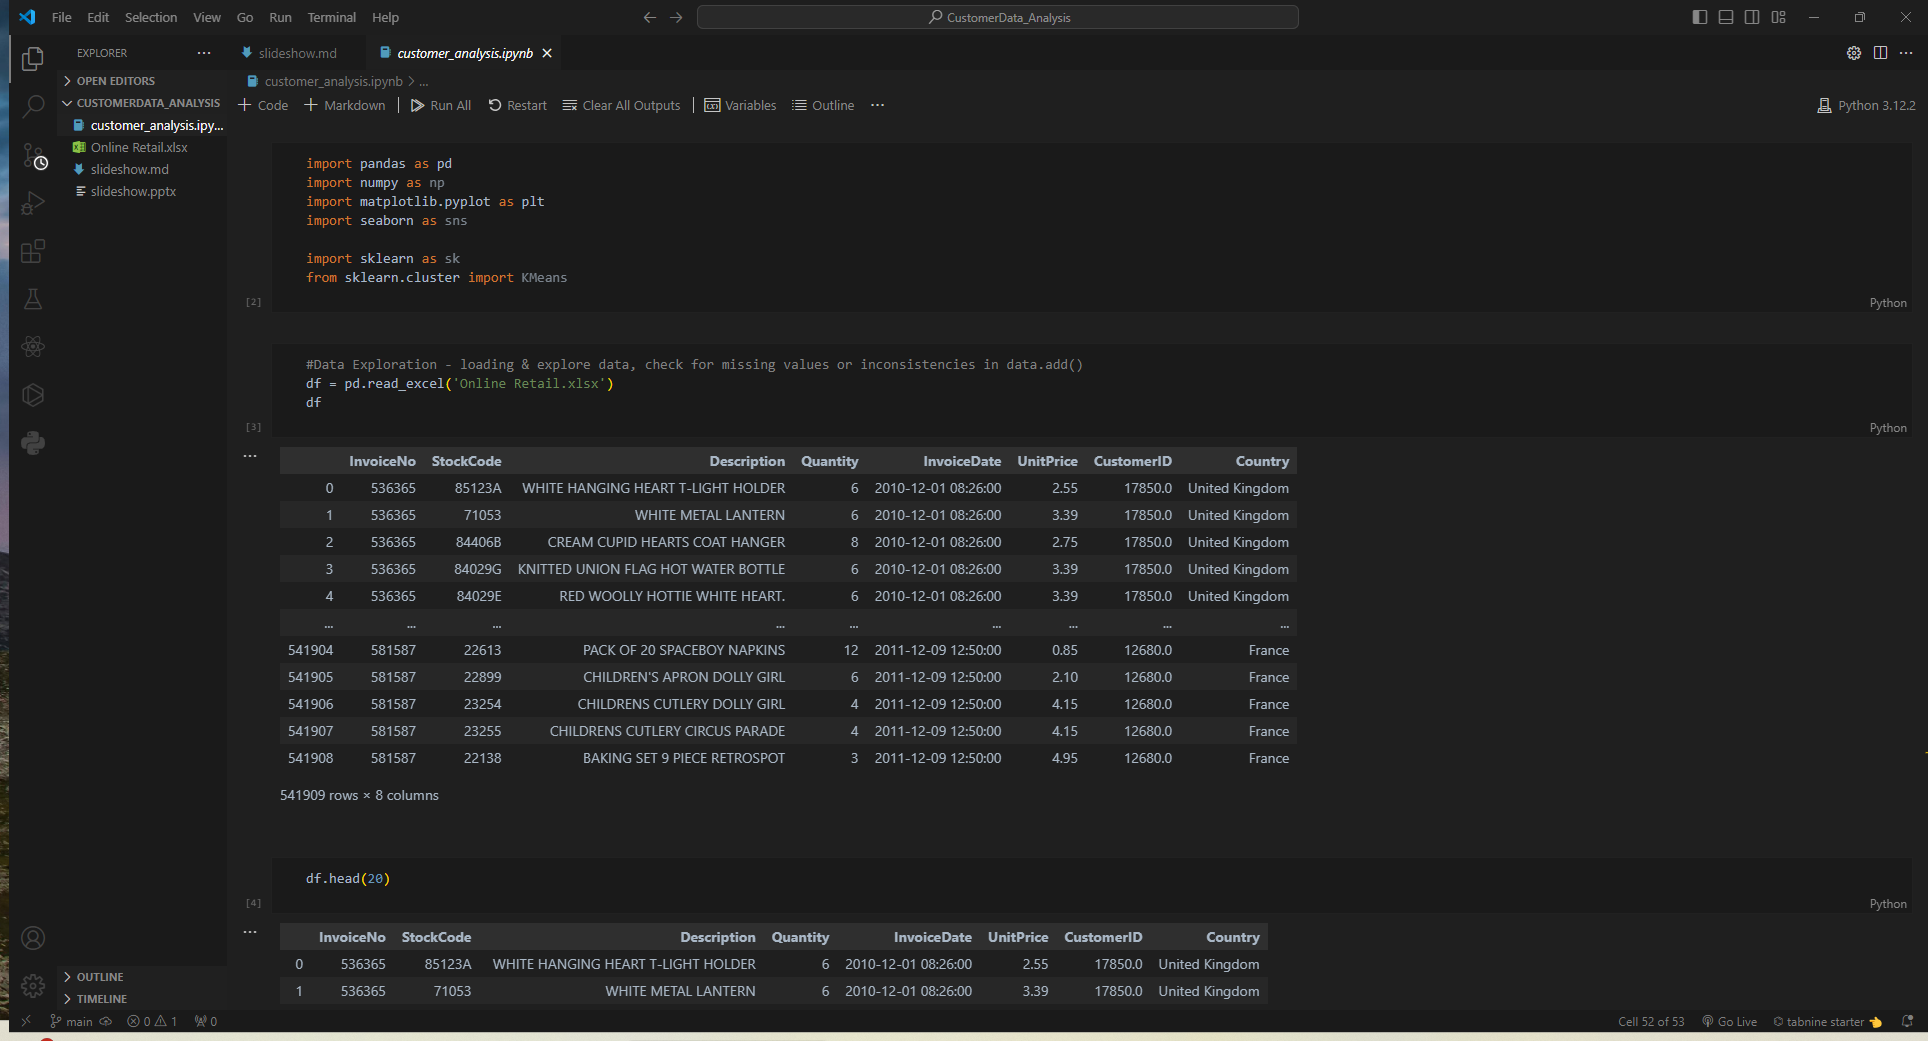 File Edit Selection View Go Run Terminal Help
CustomerData_Analysis
EXPLORER
slideshow.md
customer_analysis.ipynb
OPEN EDITORS
CUSTOMERDATA_ANALYSIS
customer_analysis.ipy...
Online Retail.xlsx
slideshow.md
slideshow.pptx
customer_analysis.ipynb > ...
Code Markdown Run All Restart Clear All Outputs Variables Outline ... Python 3.12.2
import pandas as pd
import numpy as np
import matplotlib.pyplot as plt
import seaborn as sns
import sklearn as sk
from sklearn.cluster import KMeans
[2] Python
#Data Exploration - loading & explore data, check for missing values or inconsistencies in data.add()
df = pd.read_excel('Online Retail.xlsx')
df
[3] Python
InvoiceNo StockCode Description Quantity InvoiceDate UnitPrice CustomerID Country
0 536365 85123A WHITE HANGING HEART T-LIGHT HOLDER 6 2010-12-01 08:26:00 2.55 17850.0 United Kingdom
1 536365 71053 WHITE METAL LANTERN 6 2010-12-01 08:26:00 3.39 17850.0 United Kingdom
2 536365 84406B CREAM CUPID HEARTS COAT HANGER 8 2010-12-01 08:26:00 2.75 17850.0 United Kingdom
3 536365 84029G KNITTED UNION FLAG HOT WATER BOTTLE 6 2010-12-01 08:26:00 3.39 17850.0 United Kingdom
4 536365 84029E RED WOOLLY HOTTIE WHITE HEART. 6 2010-12-01 08:26:00 3.39 17850.0 United Kingdom
... ... ... ... ... ... ... ... ...
541904 581587 22613 PACK OF 20 SPACEBOY NAPKINS 12 2011-12-09 12:50:00 0.85 12680.0 France
541905 581587 22899 CHILDREN'S APRON DOLLY GIRL 6 2011-12-09 12:50:00 2.10 12680.0 France
541906 581587 23254 CHILDRENS CUTLERY DOLLY GIRL 4 2011-12-09 12:50:00 4.15 12680.0 France
541907 581587 23255 CHILDRENS CUTLERY CIRCUS PARADE 4 2011-12-09 12:50:00 4.15 12680.0 France
541908 581587 22138 BAKING SET 9 PIECE RETROSPOT 3 2011-12-09 12:50:00 4.95 12680.0 France
541909 rows × 8 columns
df.head(20)
[4] Python
InvoiceNo StockCode Description Quantity InvoiceDate UnitPrice CustomerID Country
0 536365 85123A WHITE HANGING HEART T-LIGHT HOLDER 6 2010-12-01 08:26:00 2.55 17850.0 United Kingdom
1 536365 71053 WHITE METAL LANTERN 6 2010-12-01 08:26:00 3.39 17850.0 United Kingdom
OUTLINE
TIMELINE
main 0 1 0 Cell 52 of 53 Go Live tabnine starter